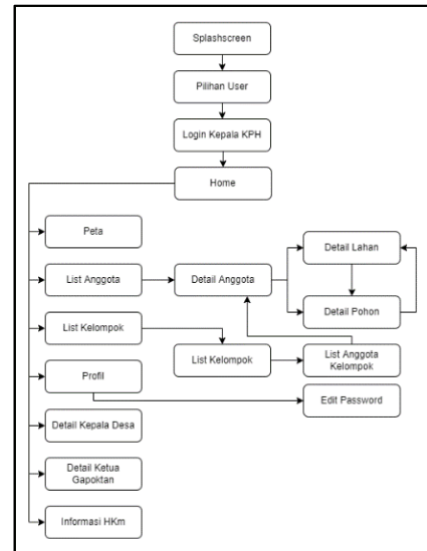 Splashscreen
Pilihan User
Login Kepala KPH
Home
Peta
List Anggota
Detail Anggota
Detail Lahan
Detail Pohon
List Kelompok
List Kelompok
List Anggota
Kelompok
Profil
Edit Password
Detail Kepala Desa
Detail Ketua
Gapoktan
Informasi HKm